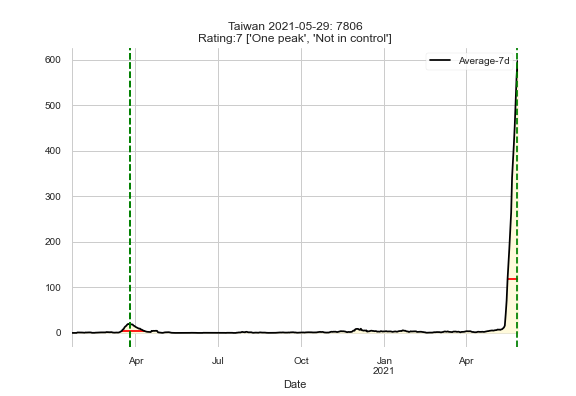 Taiwan 2021-05-29: 7806
Rating:7 ['One peak', 'Not in control']
Average-7d
600
500
400
300
200
100
0
Apr
Jul
Oct
Jan
2021
Apr
Date